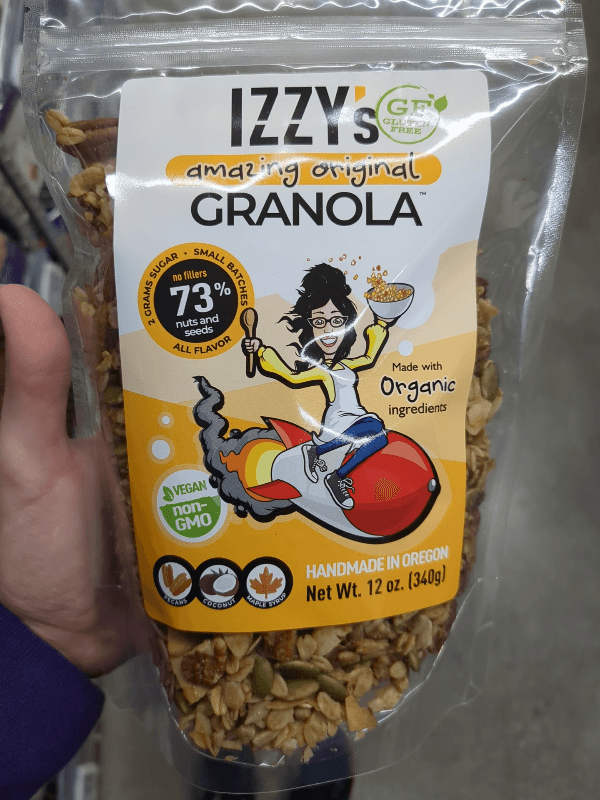 IZZY's
GF
GLUTEN
FREE
amazing original
GRANOLA™
2 GRAMS SUGAR • SMALL BATCHES
no fillers
73%
nuts and
seeds
ALL FLAVOR
Made with
Organic
ingredients
VEGAN
non-
GMO
PECANS
COCONUT
MAPLE SYRUP
HANDMADE IN OREGON
Net Wt. 12 oz. (340g)